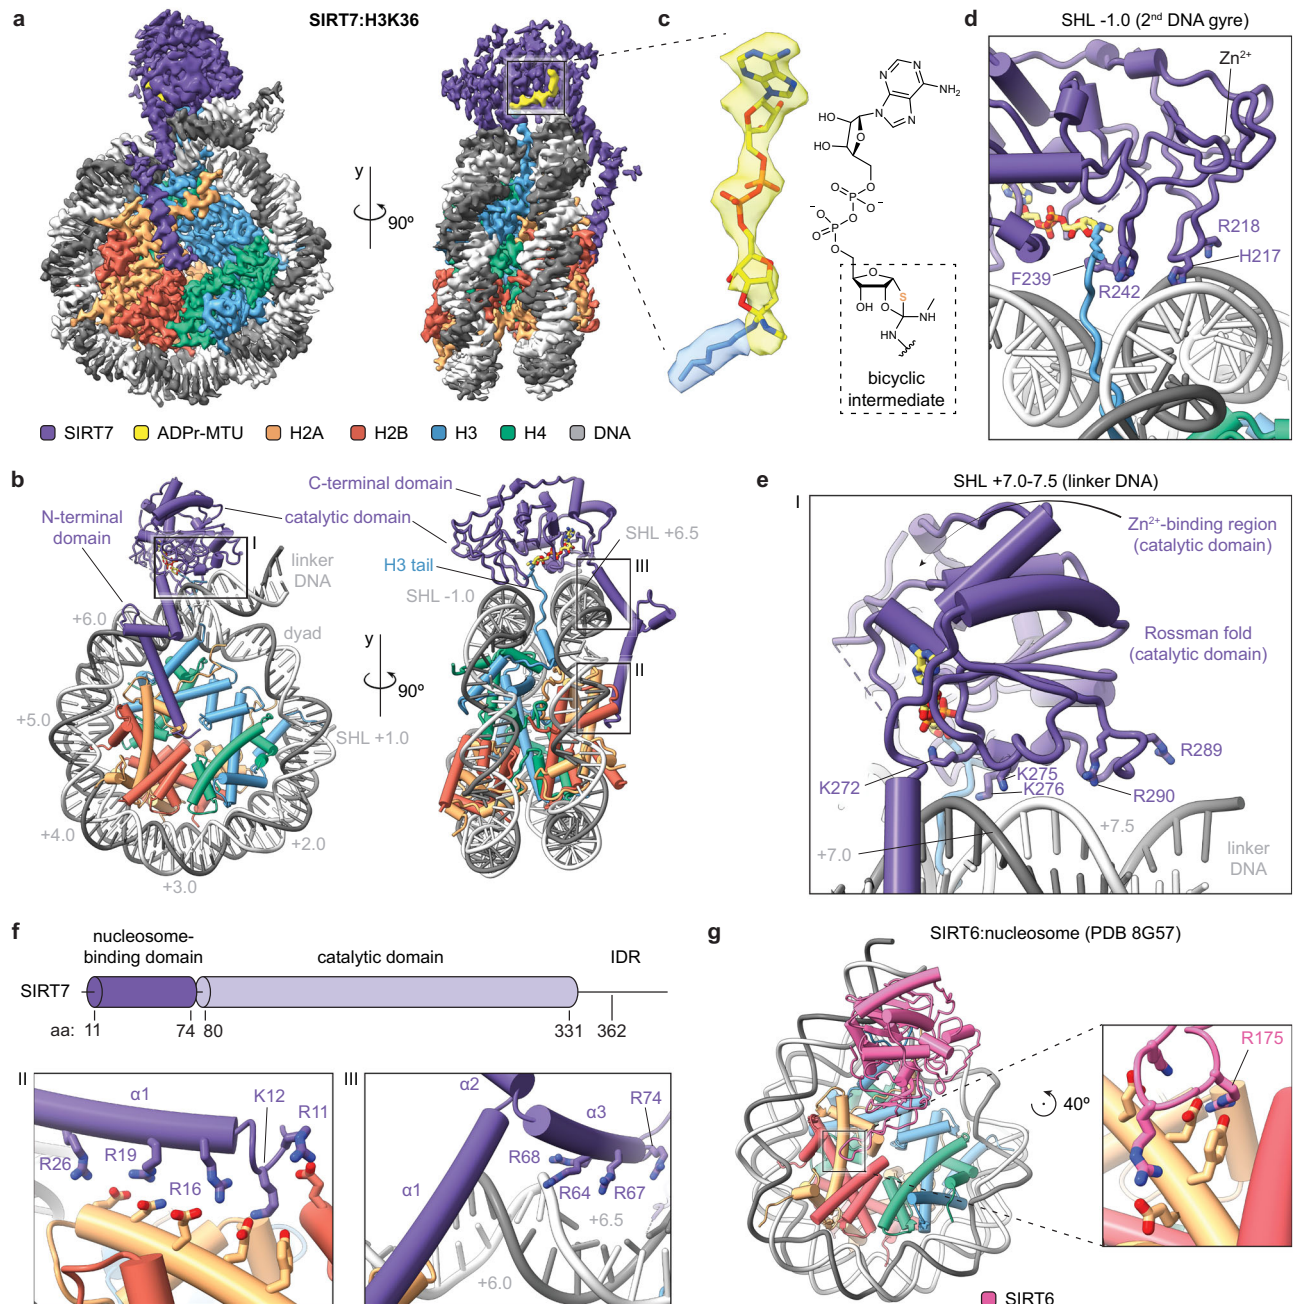 a
SIRT7:H3K36
y
90º
c
N
N
N
N
NH2
HO
HO
O
O
O
P
O
O−
O
−O
P
O
O
O
S
OH
O
NH
HN
bicyclic
intermediate
d
SHL -1.0 (2nd DNA gyre)
Zn2+
R218
H217
F239
R242
SIRT7
ADPr-MTU
H2A
H2B
H3
H4
DNA
b
N-terminal
domain
C-terminal domain
catalytic domain
H3 tail
I
linker
DNA
SHL +6.5
III
SHL -1.0
II
+6.0
dyad
+5.0
SHL +1.0
+4.0
+2.0
+3.0
y
90º
e
SHL +7.0-7.5 (linker DNA)
I
Zn2+-binding region
(catalytic domain)
Rossman fold
(catalytic domain)
R289
K272
K275
K276
R290
+7.5
+7.0
linker
DNA
f
nucleosome-
binding domain
catalytic domain
IDR
SIRT7
aa:
11
74
80
331
362
II
α1
K12
R11
R26
R19
R16
III
α2
α3
R74
R68
α1
R64
R67
+6.5
+6.0
g
SIRT6:nucleosome (PDB 8G57)
R175
40º
SIRT6